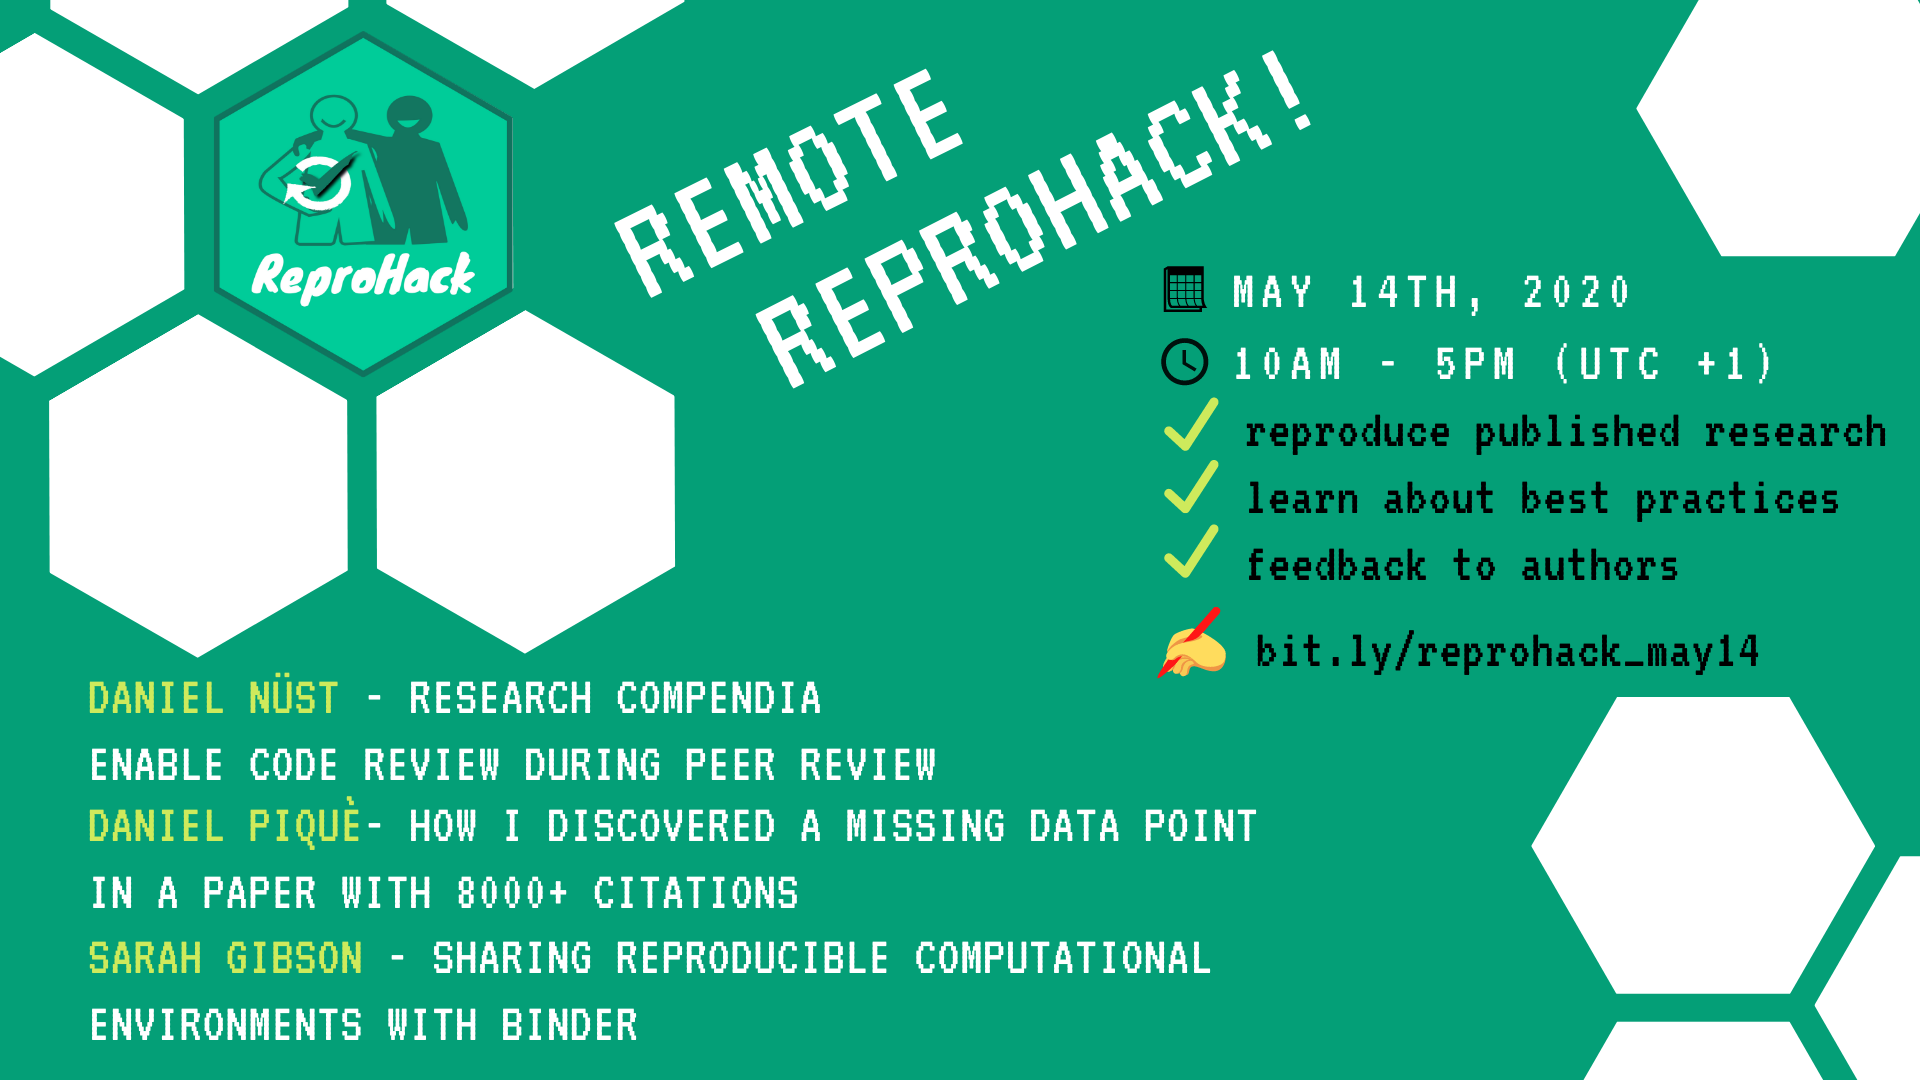 ReproHack
REMOTE
REPROHACK!
MAY 14TH, 2020
10AM - 5PM (UTC +1)
reproduce published research
learn about best practices
feedback to authors
bit.ly/reprohack_may14
DANIEL NÜST - RESEARCH COMPENDIA
ENABLE CODE REVIEW DURING PEER REVIEW
DANIEL PIQUÈ- HOW I DISCOVERED A MISSING DATA POINT
IN A PAPER WITH 8000+ CITATIONS
SARAH GIBSON - SHARING REPRODUCIBLE COMPUTATIONAL
ENVIRONMENTS WITH BINDER